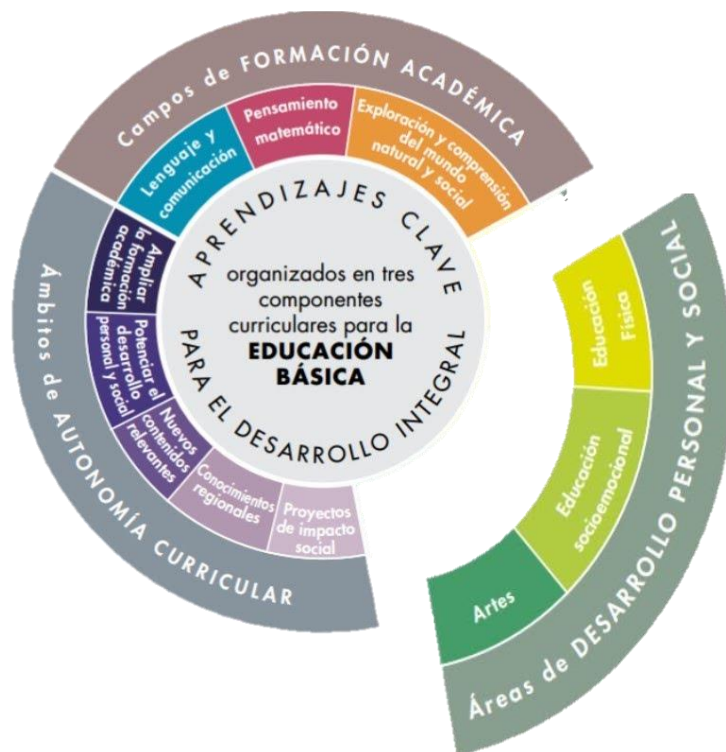 Campos de FORMACIÓN ACADÉMICA
Lenguaje y
comunicación
Pensamiento
matemático
Exploración y comprensión
del mundo
natural y social
APRENDIZAJES CLAVE
organizados en tres
componentes
curriculares para la
EDUCACIÓN
BÁSICA
PARA EL DESARROLLO INTEGRAL
Ámbitos de AUTONOMÍA CURRICULAR
Ampliar
la formación
académica
Potenciar el
desarrollo
personal y social
Nuevos
contenidos
relevantes
Conocimientos
regionales
Proyectos
de impacto
social
Áreas de DESARROLLO PERSONAL Y SOCIAL
Educación
Física
Educación
socioemocional
Artes